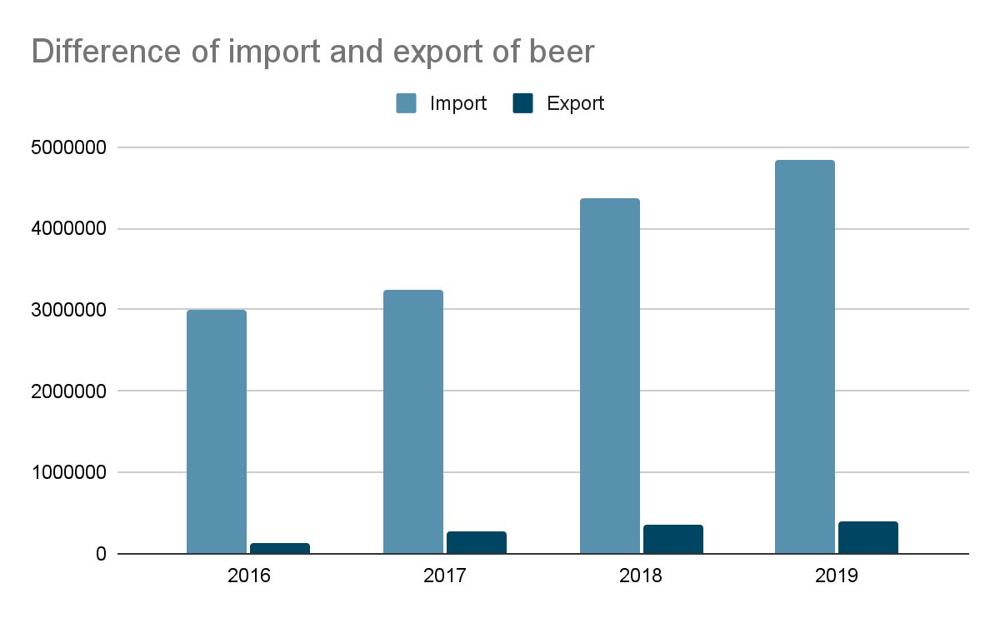 Difference of import and export of beer
Import Export
5000000
4000000
3000000
2000000
1000000
0
2016 2017 2018 2019